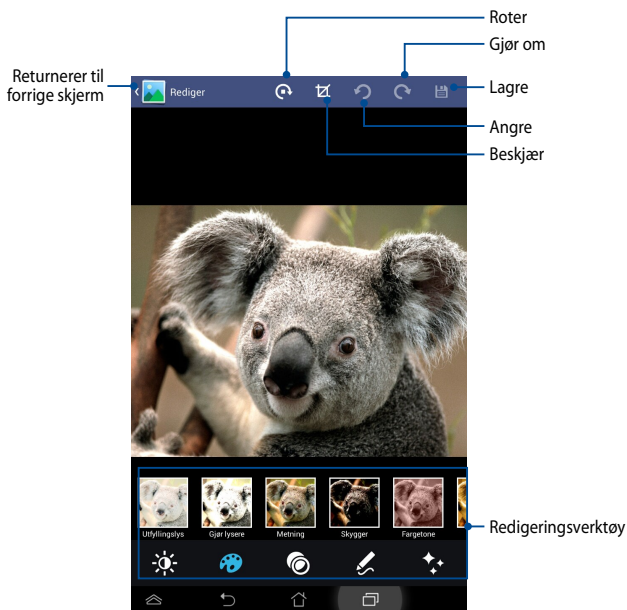 Roter
Gjør om
Returnerer til
forrige skjerm
Rediger
Lagre
Angre
Beskjær
Utfyllingslys
Gjør lysere
Metning
Skygger
Fargetone
Redigeringsverktøy